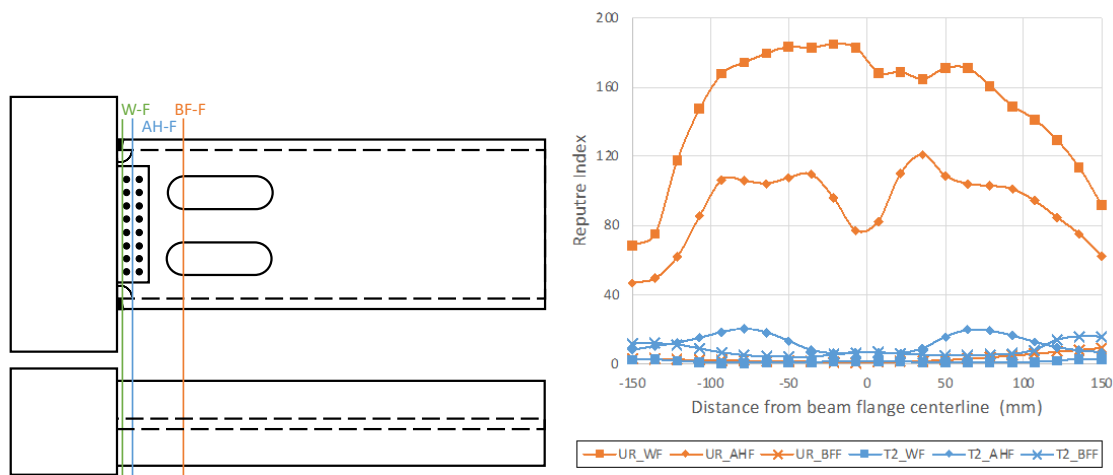 W-F
BF-F
AH-F
200
160
120
80
40
0
Reputre Index
-150
-100
-50
0
50
100
150
Distance from beam flange centerline (mm)
UR_WF UR_AHF UR_BFF T2_WF T2_AHF T2_BFF